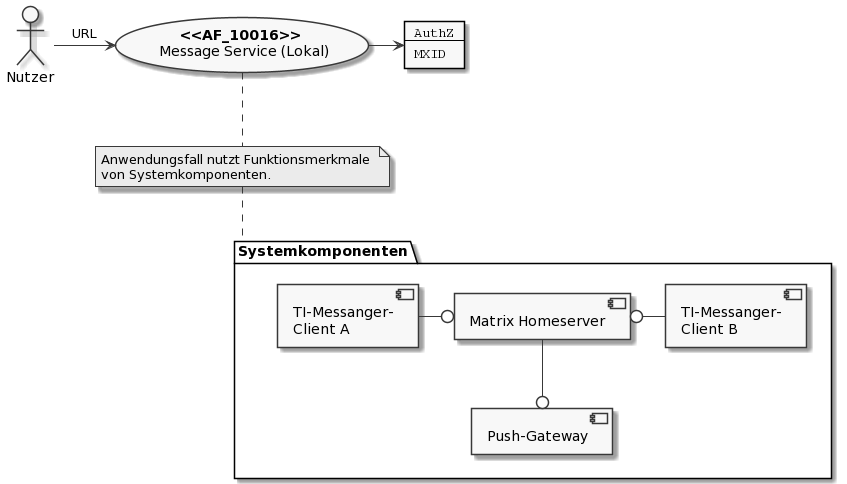 URL
Nutzer
<<AF_10016>>
Message Service (Lokal)
AuthZ
MXID
Anwendungsfall nutzt Funktionsmerkmale
von Systemkomponenten.
Systemkomponenten
TI-Messanger-
Client A
Matrix Homeserver
TI-Messanger-
Client B
Push-Gateway